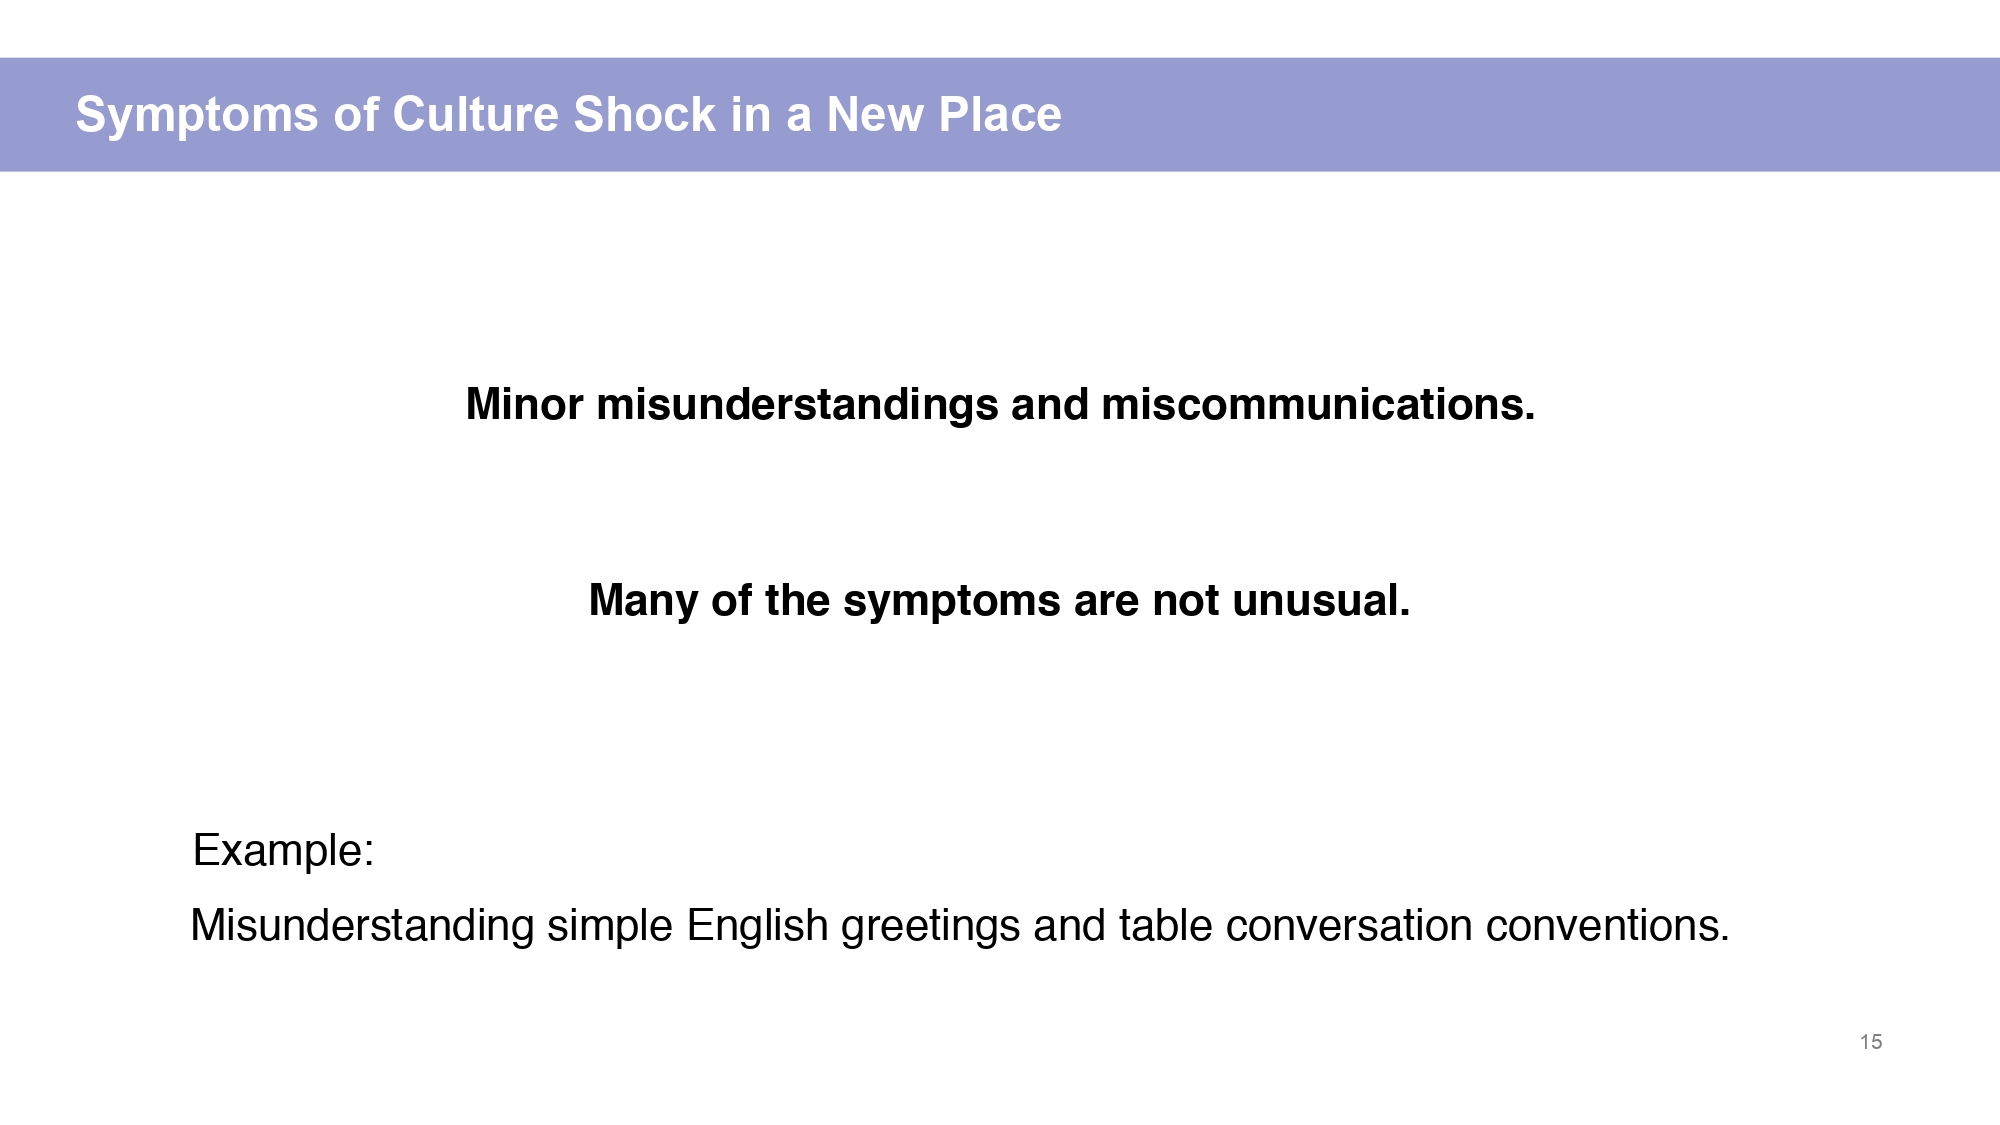 Symptoms of Culture Shock in a New Place
Minor misunderstandings and miscommunications.
Many of the symptoms are not unusual.
Example:
Misunderstanding simple English greetings and table conversation conventions.
15